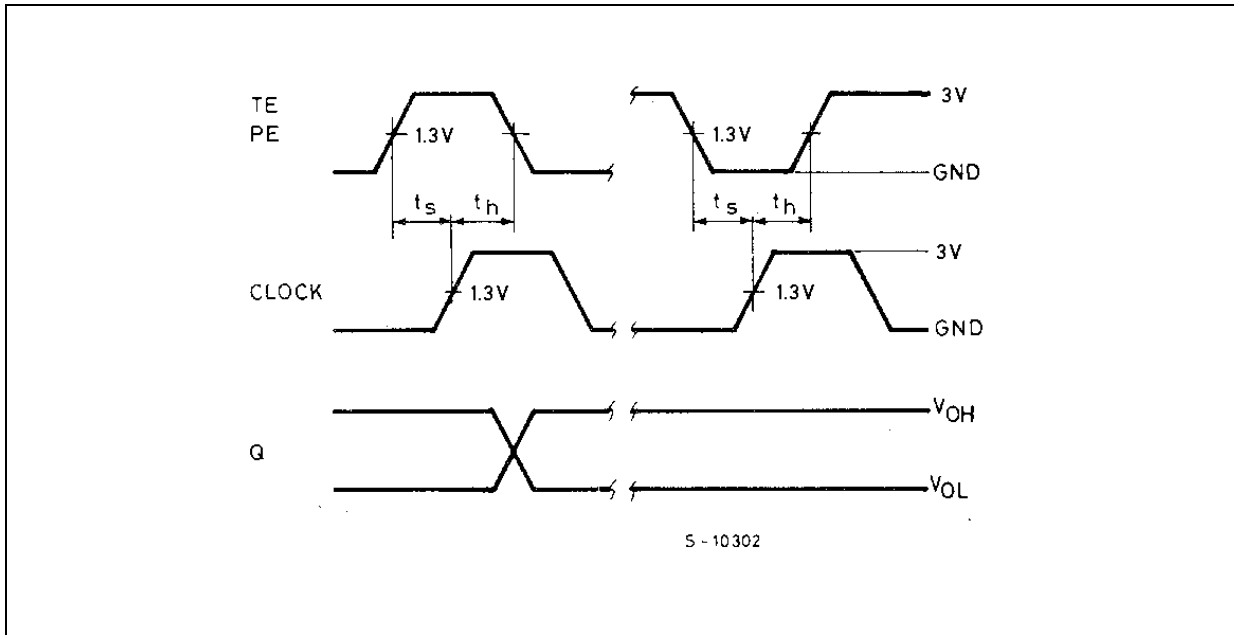 TE
PE
1.3V
1.3V
3V
GND
ts
th
ts
th
CLOCK
1.3V
1.3V
3V
GND
Q
VOH
VOL
S-10302